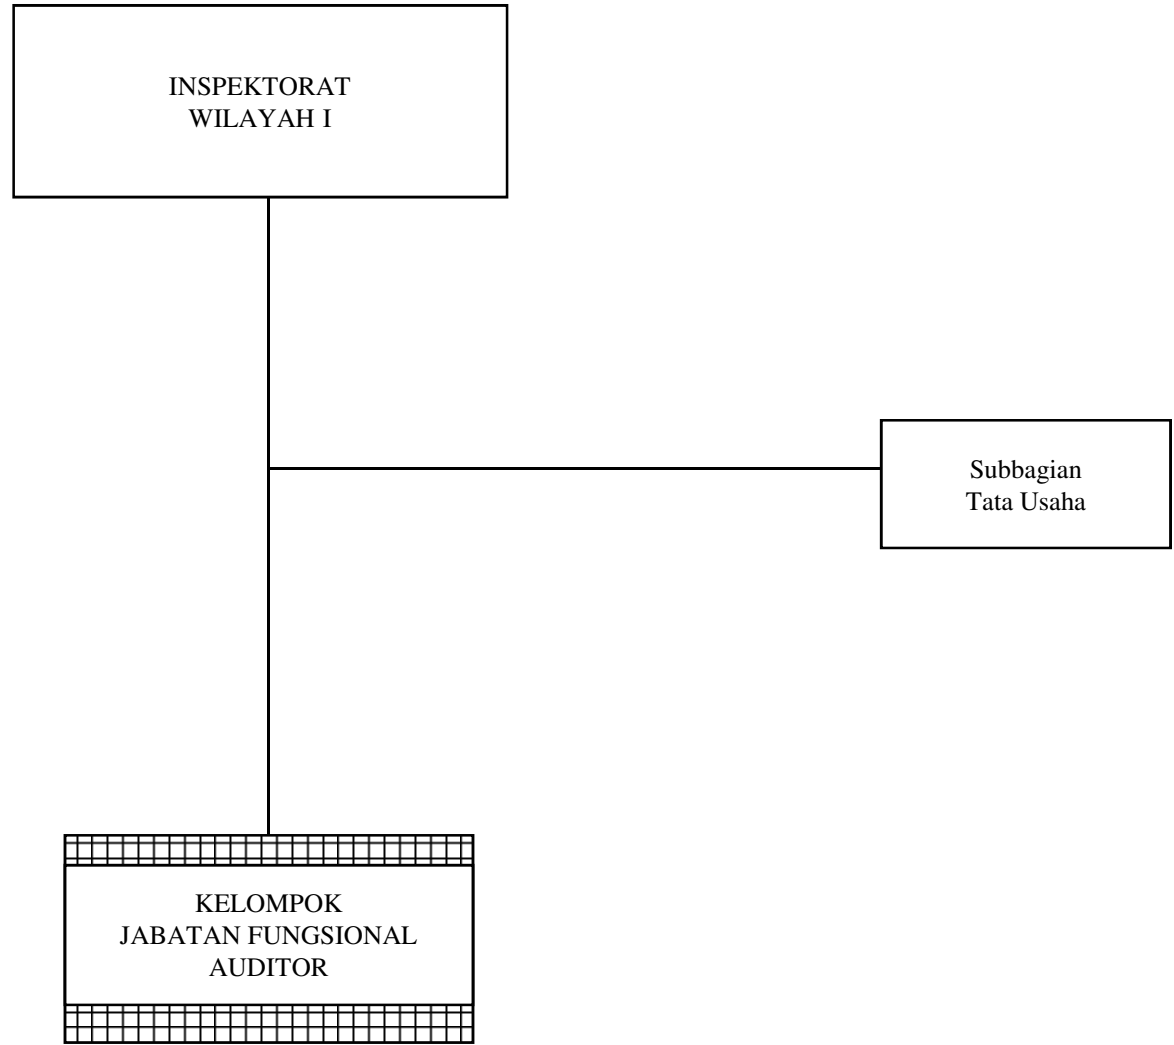 INSPEKTORAT
WILAYAH I
Subbagian
Tata Usaha
KELOMPOK
JABATAN FUNGSIONAL
AUDITOR